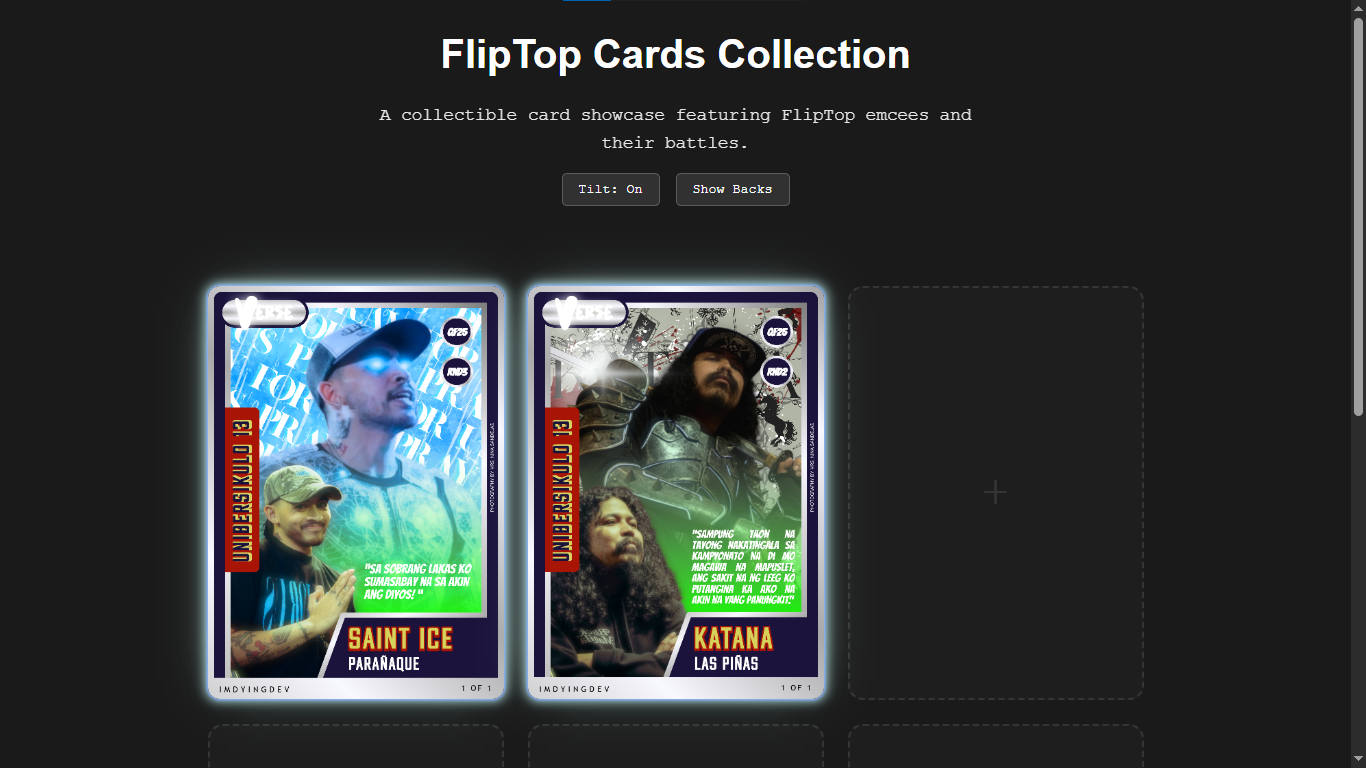 FlipTop Cards Collection
A collectible card showcase featuring FlipTop emcees and
their battles.
Tilt: On
Show Backs
VERSE
QF25
RND3
UNIBERSIKULO 13
"SA SOBRANG LAKAS KO
SUMASABAY NA SA AKIN
ANG DIYOS! "
SAINT ICE
PARAÑAQUE
IMDYINGDEV
1 OF 1
VERSE
QF25
RND2
UNIBERSIKULO 13
"SAMPUNG TAON NA
TAYONG NAKATINGALA SA
KAMPYONATO NA DI MO
MAGAWA NA MAPUSLET,
ANG SAKIT NA NG LEEG KO
PUTANGINA KA AKO NA
AKIN NA YANG PANUNGKIT."
KATANA
LAS PIÑAS
IMDYINGDEV
1 OF 1